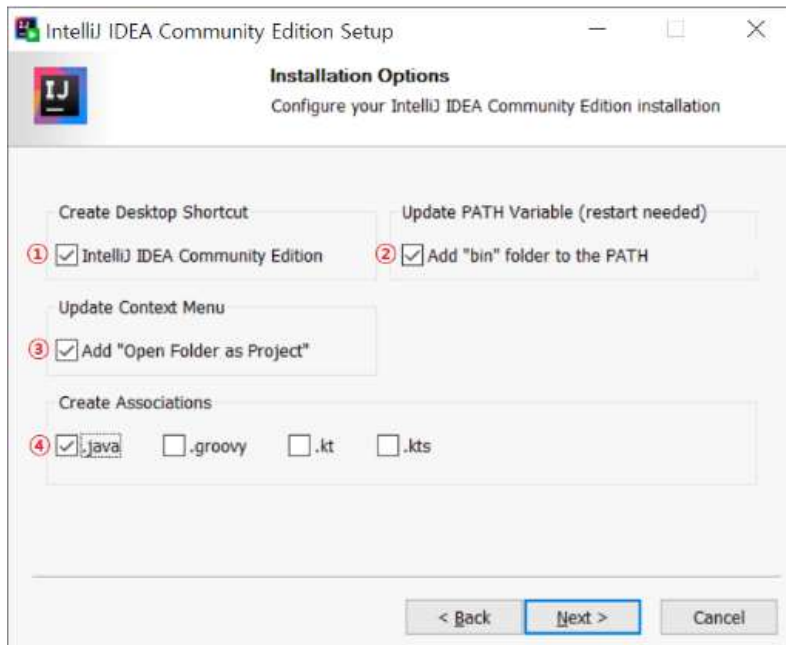 IntelliJ IDEA Community Edition Setup
IJ
Installation Options
Configure your IntelliJ IDEA Community Edition installation
Create Desktop Shortcut
① IntelliJ IDEA Community Edition
Update PATH Variable (restart needed)
② Add "bin" folder to the PATH
Update Context Menu
③ Add "Open Folder as Project"
Create Associations
④ .java .groovy .kt .kts
< Back Next > Cancel